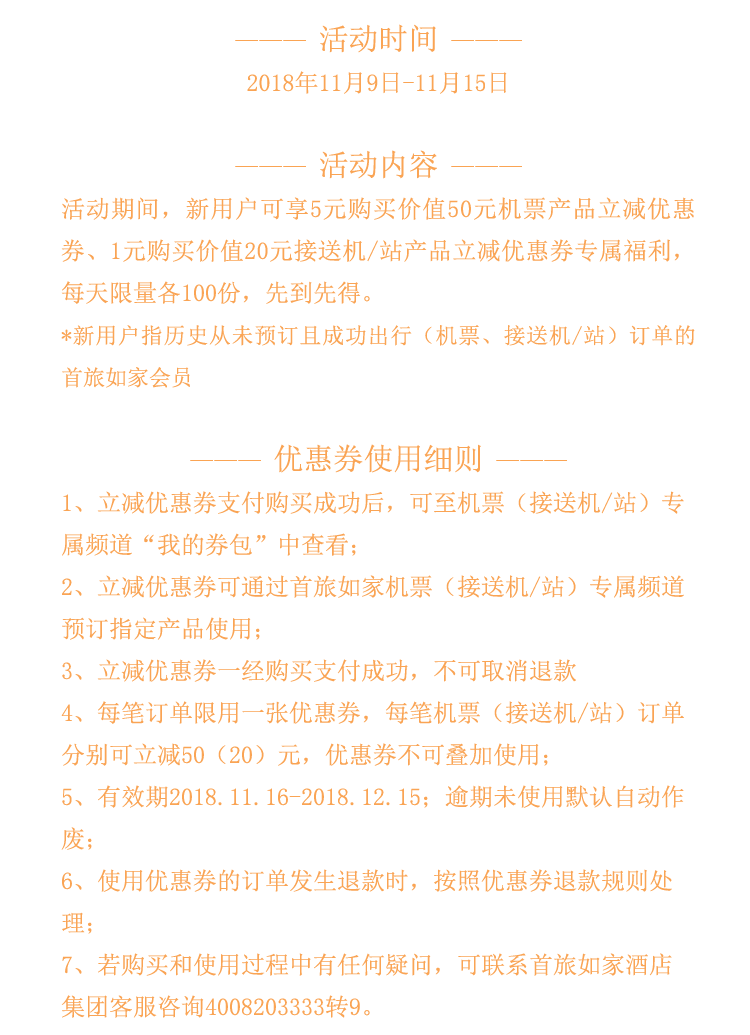 ——— 活动时间 ———
2018年11月9日-11月15日
——— 活动内容 ———
活动期间，新用户可享5元购买价值50元机票产品立减优惠
券、1元购买价值20元接送机/站产品立减优惠券专属福利，
每天限量各100份，先到先得。
*新用户指历史从未预订且成功出行（机票、接送机/站）订单的
首旅如家会员
——— 优惠券使用细则 ———
1、立减优惠券支付购买成功后，可至机票（接送机/站）专
属频道“我的券包”中查看；
2、立减优惠券可通过首旅如家机票（接送机/站）专属频道
预订指定产品使用；
3、立减优惠券一经购买支付成功，不可取消退款
4、每笔订单限用一张优惠券，每笔机票（接送机/站）订单
分别可立减50（20）元，优惠券不可叠加使用；
5、有效期2018.11.16-2018.12.15；逾期未使用默认自动作
废；
6、使用优惠券的订单发生退款时，按照优惠券退款规则处
理；
7、若购买和使用过程中有任何疑问，可联系首旅如家酒店
集团客服咨询4008203333转9。